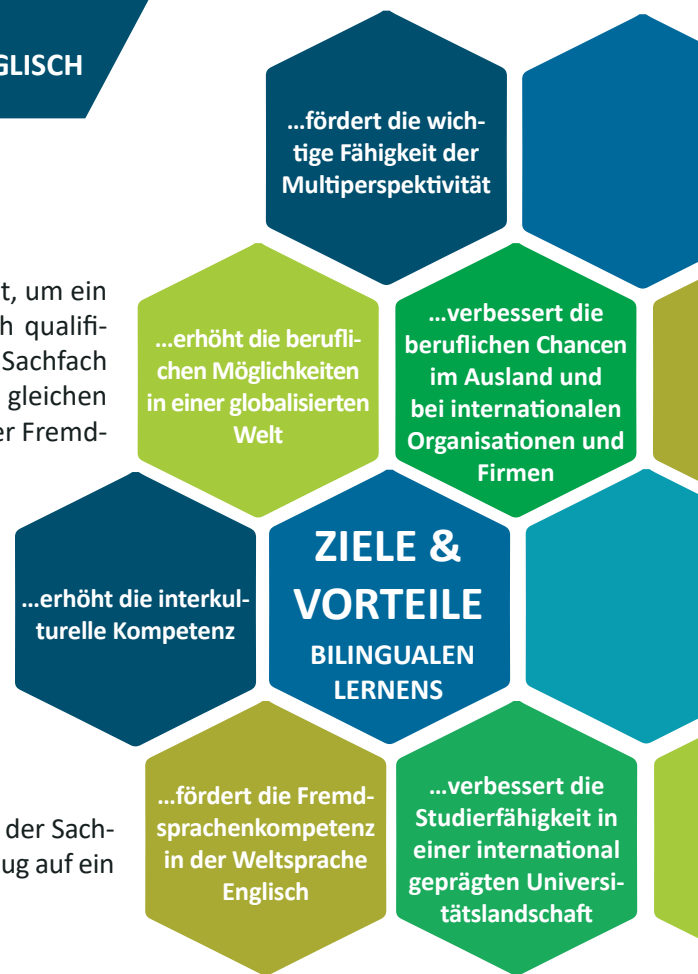 GLISCH
...fördert die wich-
tige Fähigkeit der
Multiperspektivität
t, um ein
h qualifi-
Sachfach
gleichen
er Fremd-
...erhöht die berufli-
chen Möglichkeiten
in einer globalisierten
Welt
...verbessert die
beruflichen Chancen
im Ausland und
bei internationalen
Organisationen und
Firmen
...erhöht die interkul-
turelle Kompetenz
ZIELE &
VORTEILE
BILINGUALEN
LERNENS
der Sach-
ug auf ein
...fördert die Fremd-
sprachenkompetenz
in der Weltsprache
Englisch
...verbessert die
Studierfähigkeit in
einer international
geprägten Universi-
tätslandschaft